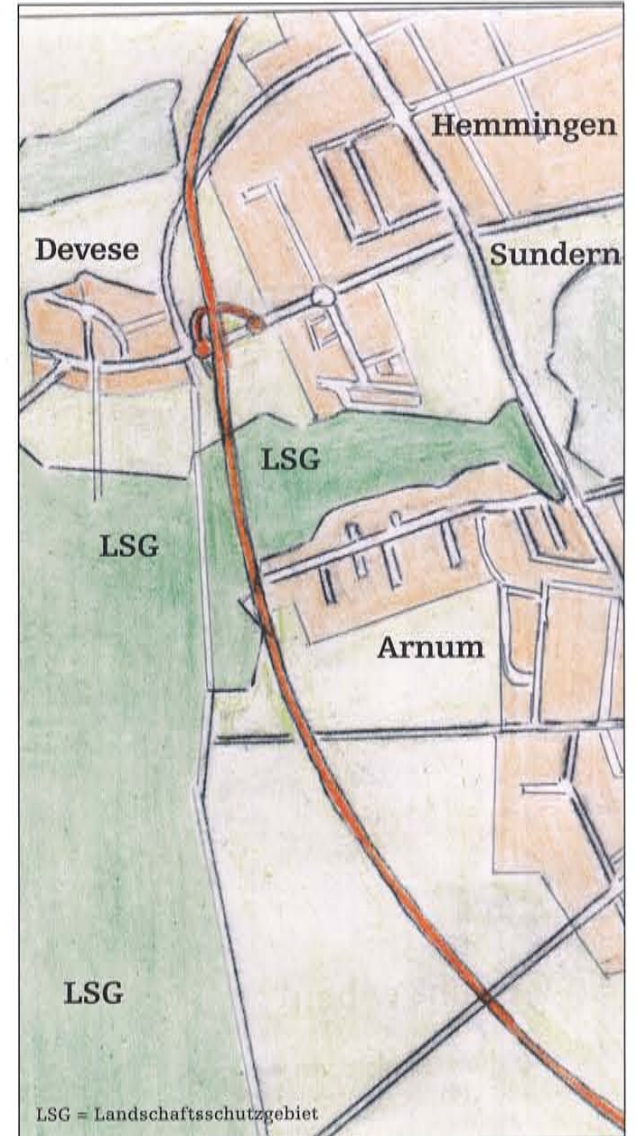 Hemmingen
Devese
Sundern
LSG
LSG
Arnum
LSG
LSG = Landschaftsschutzgebiet